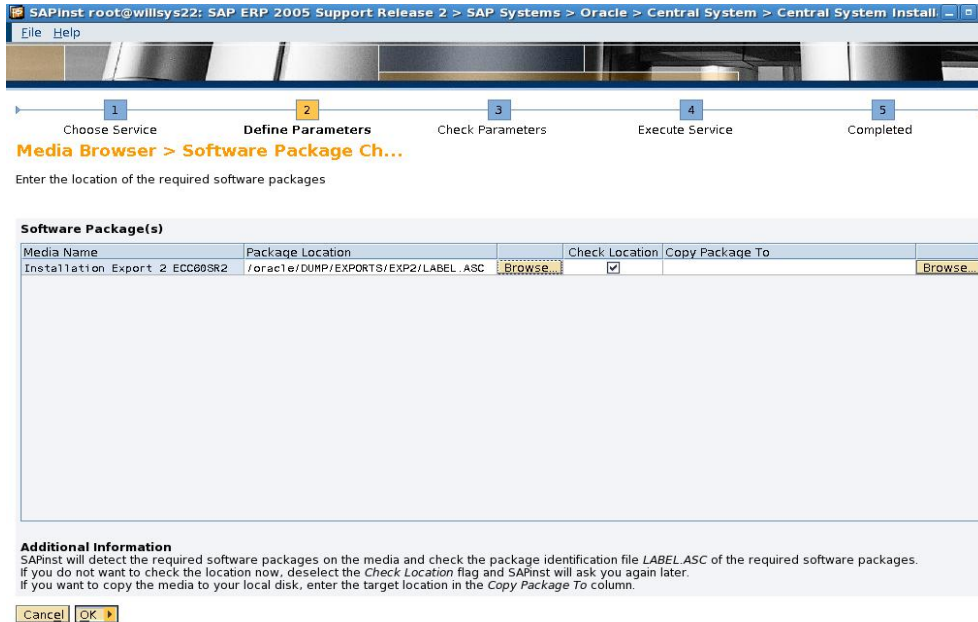 SAPinst root@willsys22: SAP ERP 2005 Support Release 2 > SAP Systems > Oracle > Central System > Central System Install
File Help
1 2 3 4 5
Choose Service Define Parameters Check Parameters Execute Service Completed
Media Browser > Software Package Ch...
Enter the location of the required software packages
Software Package(s)
Media Name Package Location Check Location Copy Package To
Installation Export 2 ECC60SR2 /oracle/DUMP/EXPORTS/EXP2/LABEL.ASC Browse... Browse...
Additional Information
SAPinst will detect the required software packages on the media and check the package identification file LABEL.ASC of the required software packages.
If you do not want to check the location now, deselect the Check Location flag and SAPinst will ask you again later.
If you want to copy the media to your local disk, enter the target location in the Copy Package To column.
Cancel OK